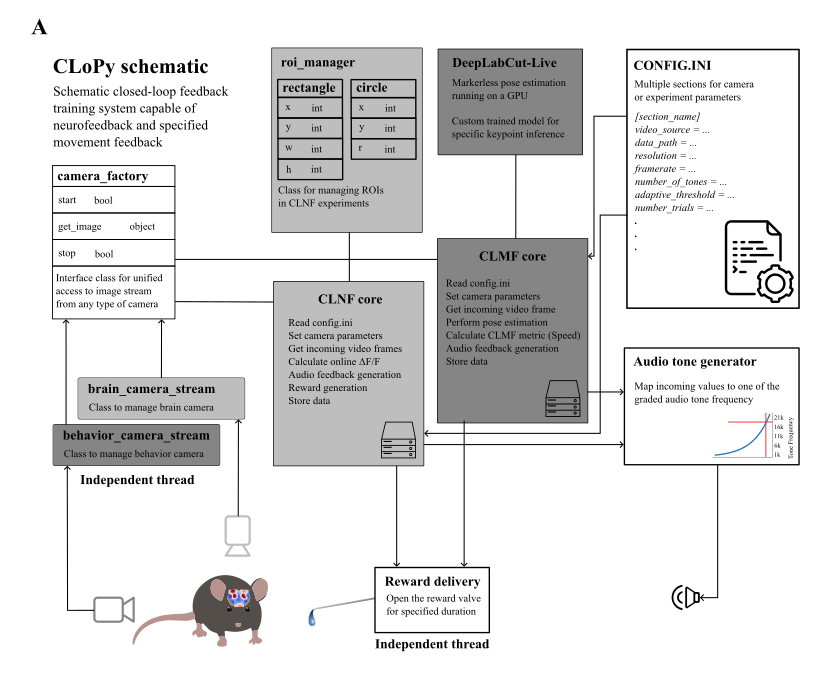 A
CLoPy schematic
Schematic closed-loop feedback
training system capable of
neurofeedback and specified
movement feedback
camera_factory
start bool
get_image object
stop bool
Interface class for unified
access to image stream
from any type of camera
brain_camera_stream
Class to manage brain camera
behavior_camera_stream
Class to manage behavior camera
Independent thread
roi_manager
rectangle
x int
y int
w int
h int
circle
x int
y int
r int
Class for managing ROIs
in CLNF experiments
DeepLabCut-Live
Markerless pose estimation
running on a GPU
Custom trained model for
specific keypoint inference
CONFIG.INI
Multiple sections for camera
or experiment parameters
[section_name]
video_source = ...
data_path = ...
resolution = ...
framerate = ...
number_of_tones = ...
adaptive_threshold = ...
number_trials = ...
.
.
.
CLNF core
Read config.ini
Set camera parameters
Get incoming video frames
Calculate online ΔF/F
Audio feedback generation
Reward generation
Store data
CLMF core
Read config.ini
Set camera parameters
Get incoming video frame
Perform pose estimation
Calculate CLMF metric (Speed)
Audio feedback generation
Store data
Audio tone generator
Map incoming values to one of the
graded audio tone frequency
21k
16k
11k
6k
1k
Tone Frequency
Reward delivery
Open the reward valve
for specified duration
Independent thread